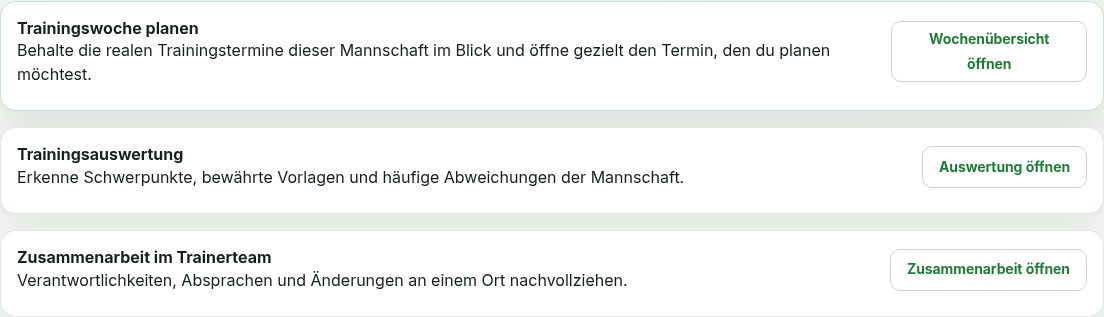 Trainingswoche planen
Behalte die realen Trainingstermine dieser Mannschaft im Blick und öffne gezielt den Termin, den du planen
möchtest.
Wochenübersicht
öffnen
Trainingsauswertung
Erkenne Schwerpunkte, bewährte Vorlagen und häufige Abweichungen der Mannschaft.
Auswertung öffnen
Zusammenarbeit im Trainerteam
Verantwortlichkeiten, Absprachen und Änderungen an einem Ort nachvollziehen.
Zusammenarbeit öffnen